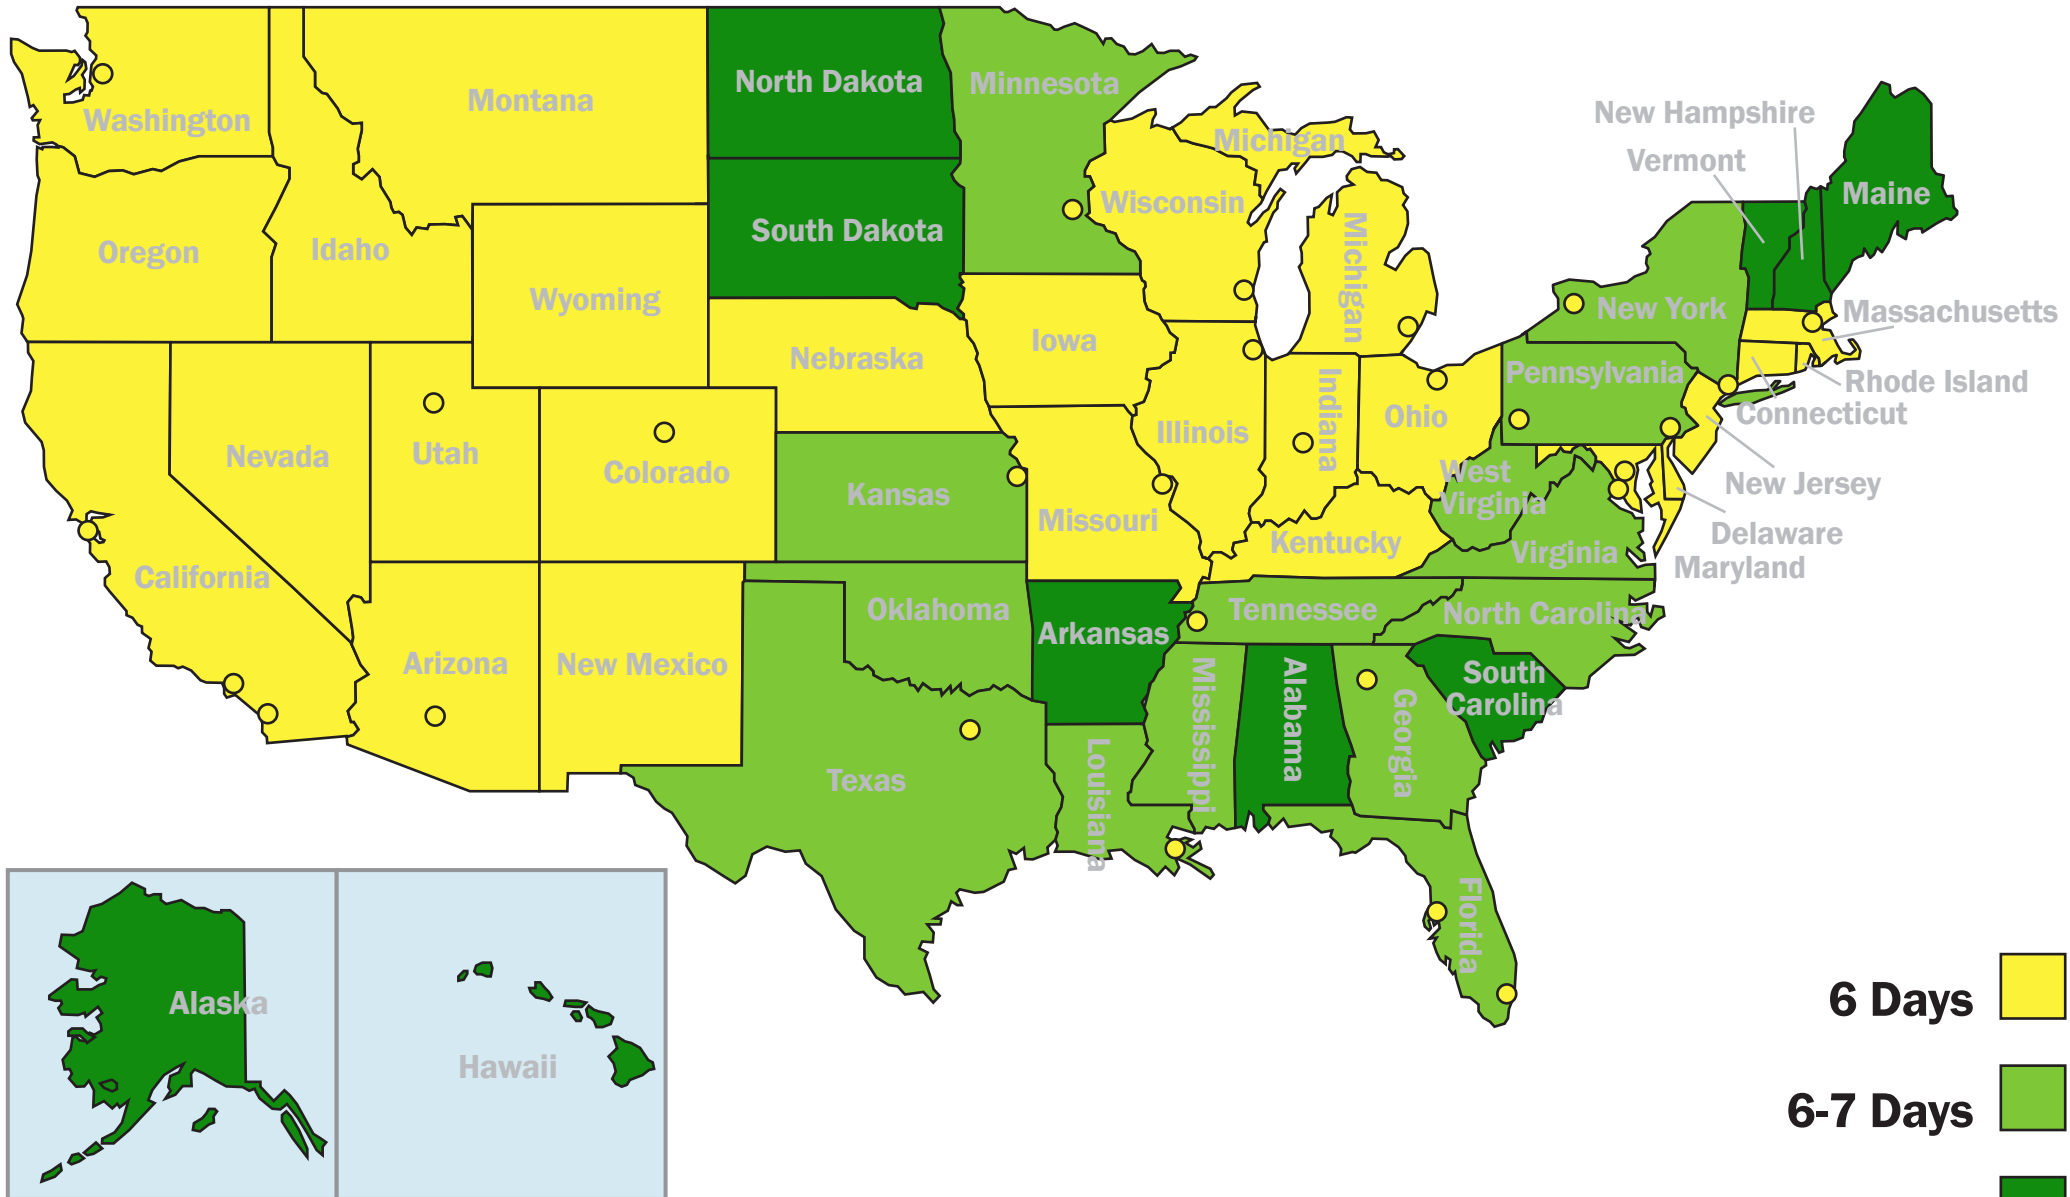 North Dakota
Minnesota
Montana
Washington
New Hampshire
Michigan
Vermont
Maine
Wisconsin
South Dakota
Oregon
Idaho
Michigan
Wyoming
New York
Massachusetts
Iowa
Nebraska
Pennsylvania
Rhode Island
Indiana
Ohio
Connecticut
Illinois
Nevada
Utah
Colorado
West
Virginia
New Jersey
Kansas
Missouri
Delaware
Kentucky
Virginia
Maryland
California
Oklahoma
Tennessee
North Carolina
Arkansas
Arizona
New Mexico
Mississippi
Alabama
South
Carolina
Georgia
Texas
Louisiana
Florida
Alaska
Hawaii
6 Days
6-7 Days